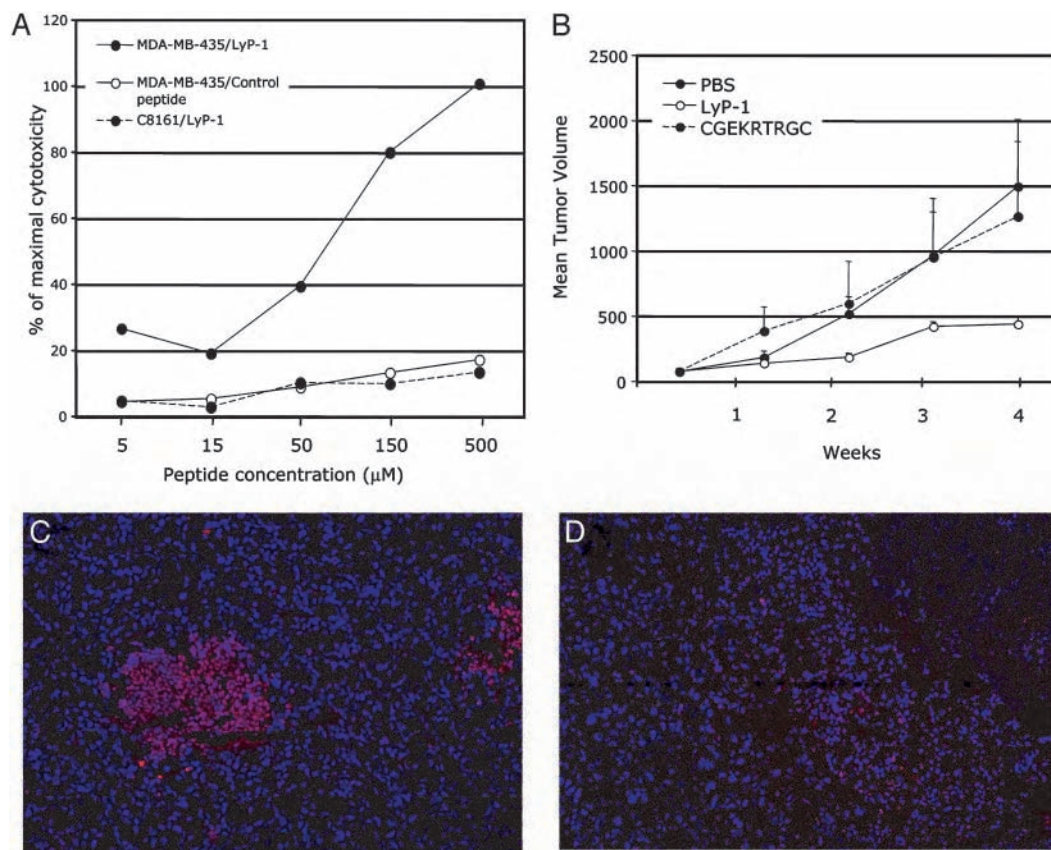 A
120
100
80
60
40
20
0
% of maximal cytotoxicity
MDA-MB-435/LyP-1
MDA-MB-435/Control
peptide
C8161/LyP-1
5 15 50 150 500
Peptide concentration (μM)
B
2500
2000
1500
1000
500
0
Mean Tumor Volume
PBS
LyP-1
CGEKRTRGC
1 2 3 4
Weeks
C
D